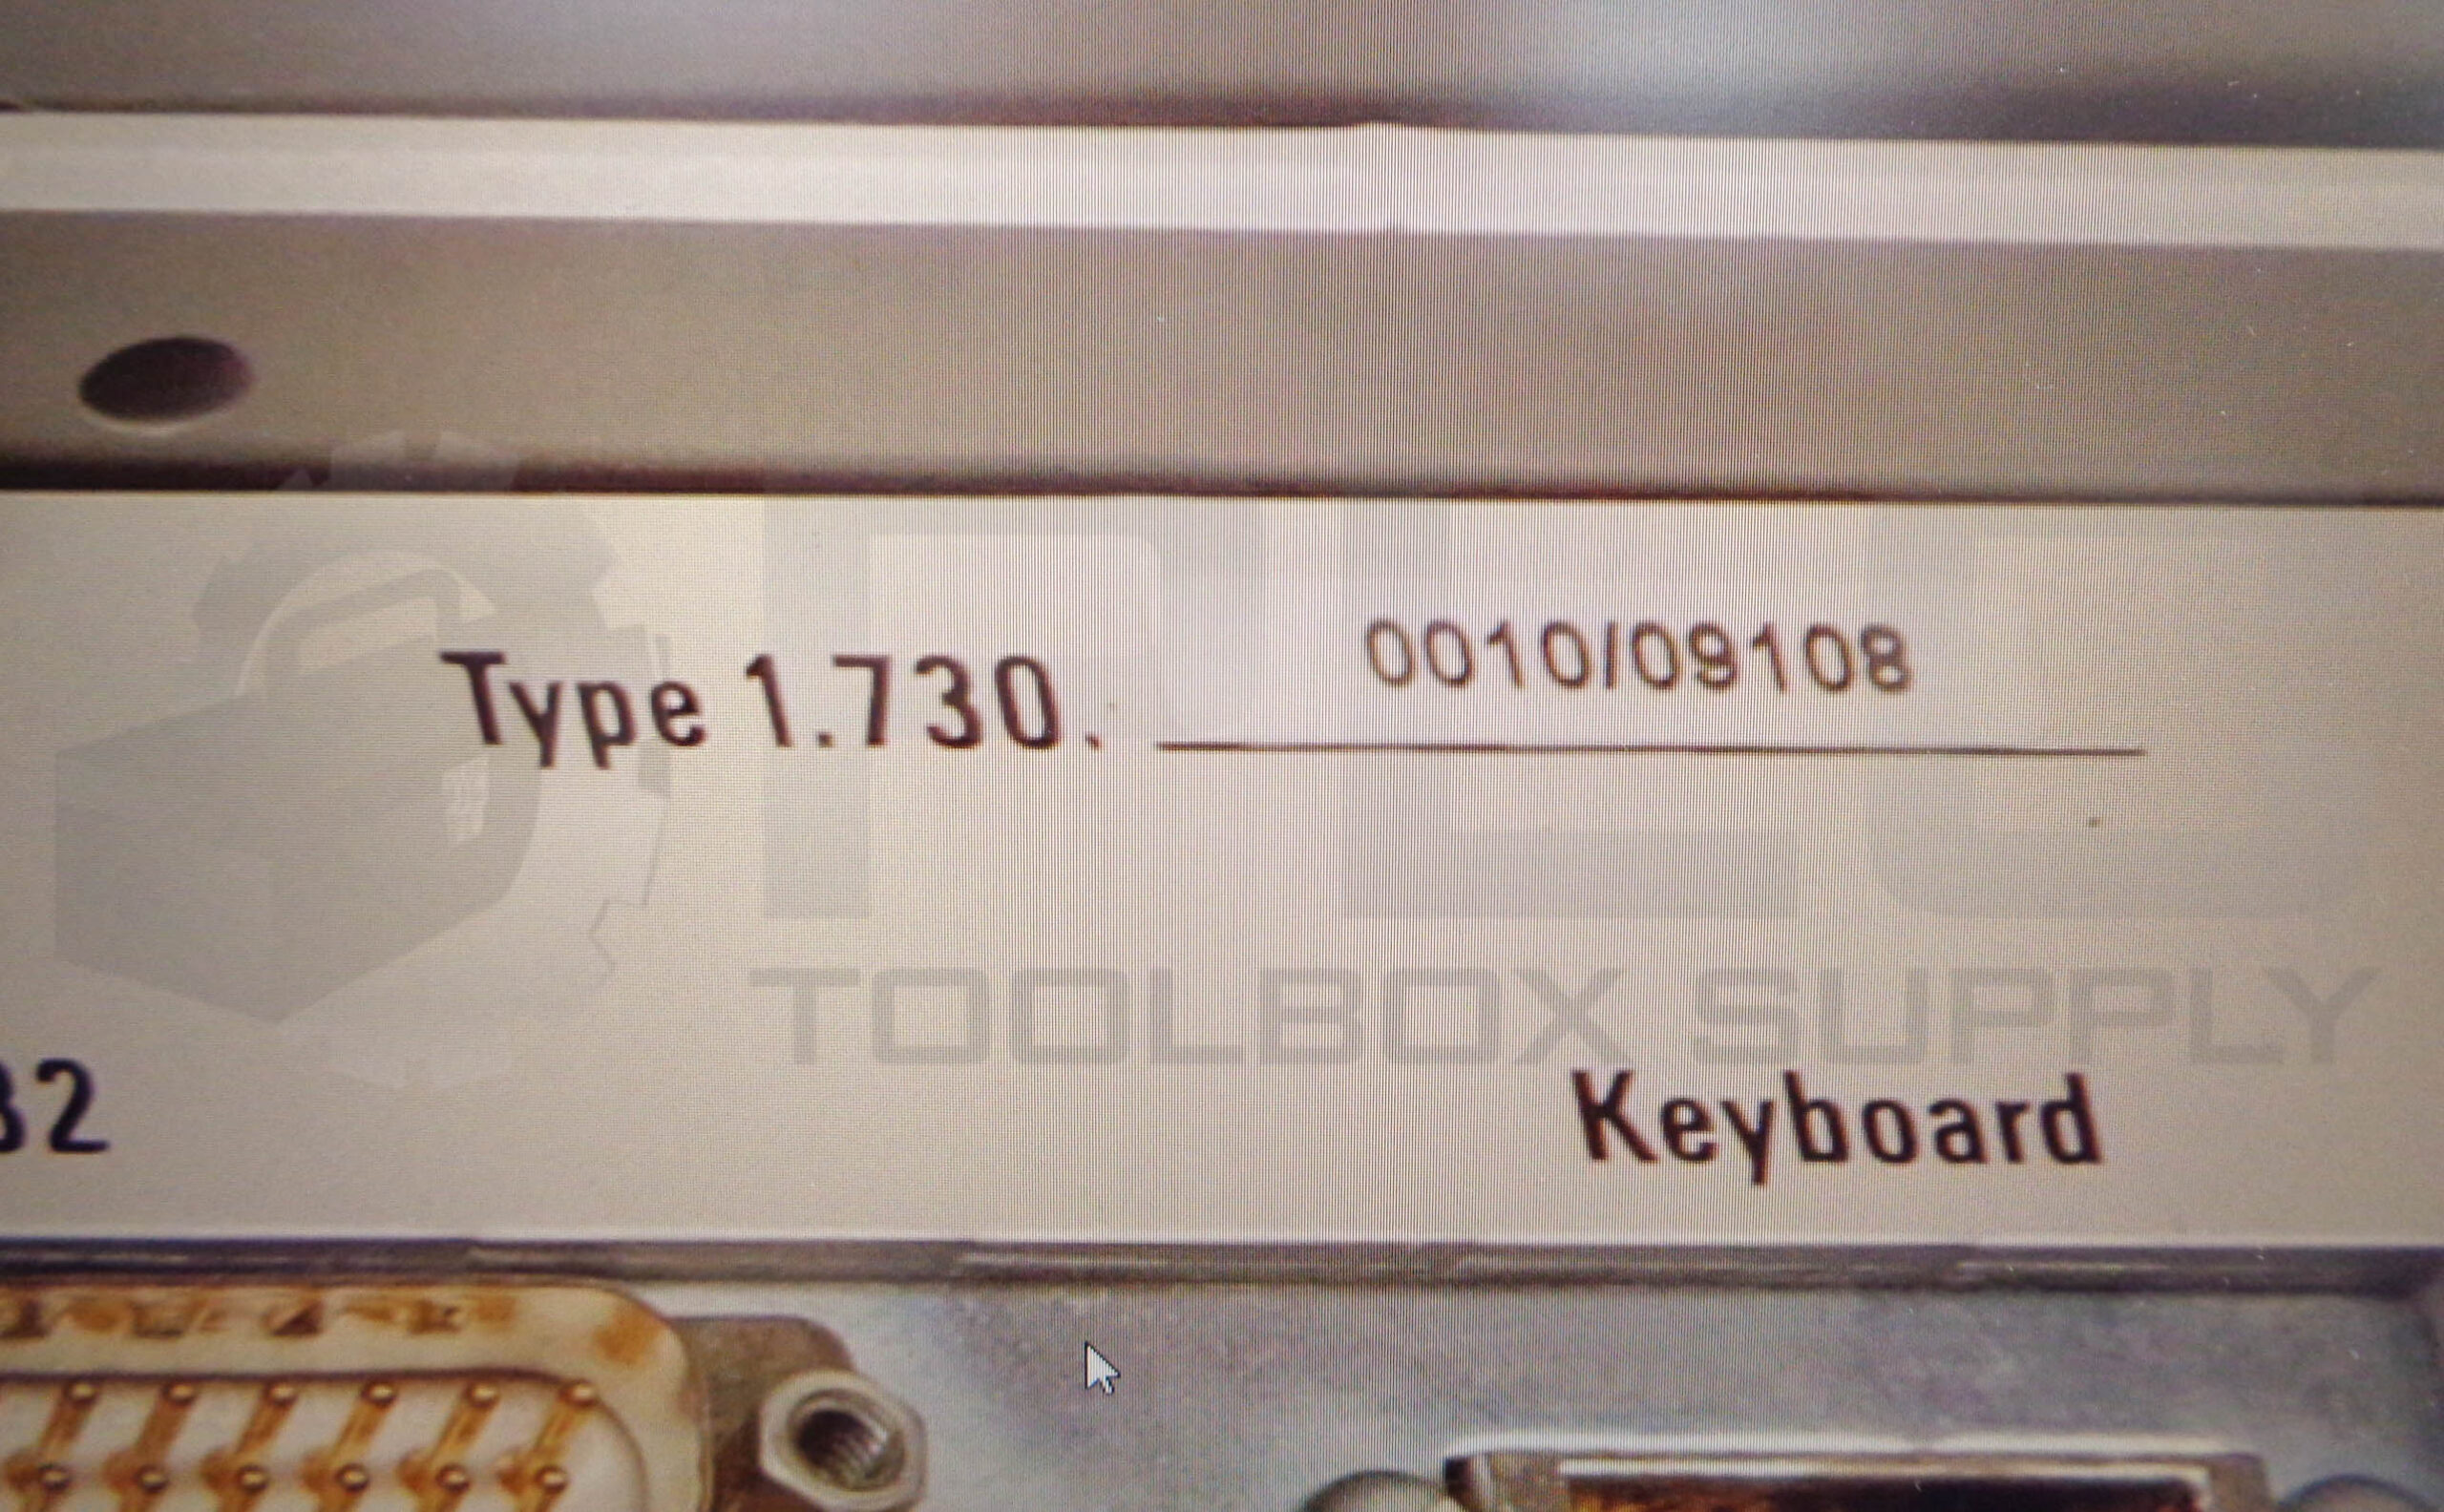 Type 1.730. 0010/09108
TOOLBOX SUPPLY
32
Keyboard